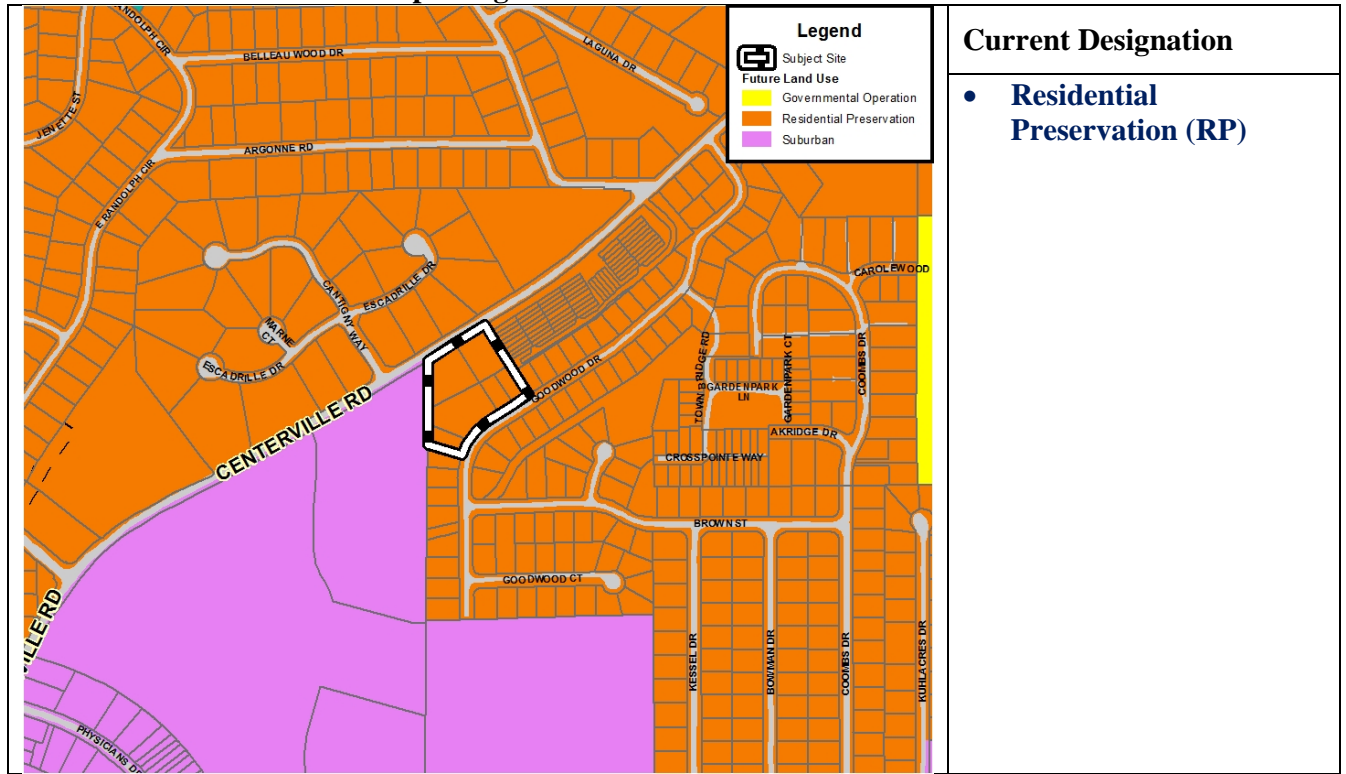 Legend
Subject Site
Future Land Use
Governmental Operation
Residential Preservation
Suburban
Current Designation
• Residential
Preservation (RP)
BELLEAU WOOD DR
LAGUNA DR
JENETTE ST
ARGONNE RD
E RANDOLPH CIR
CANTIGNY WAY
ESCADRILLE DR
MARNE
CT
ESCADRILLE DR
CENTERVILLE RD
GOODWOOD DR
TOWNBRIDGE RD
GARDENPARK
LN
GARDENPARK CT
COOMBS DR
CAROLEWOOD
AKRIDGE DR
CROSSPOINTE WAY
BROWN ST
GOODWOOD CT
KESSEL DR
BOWMAN DR
COOMBS DR
KUHLACRES DR
VILLE RD
PHYSICIANS DR